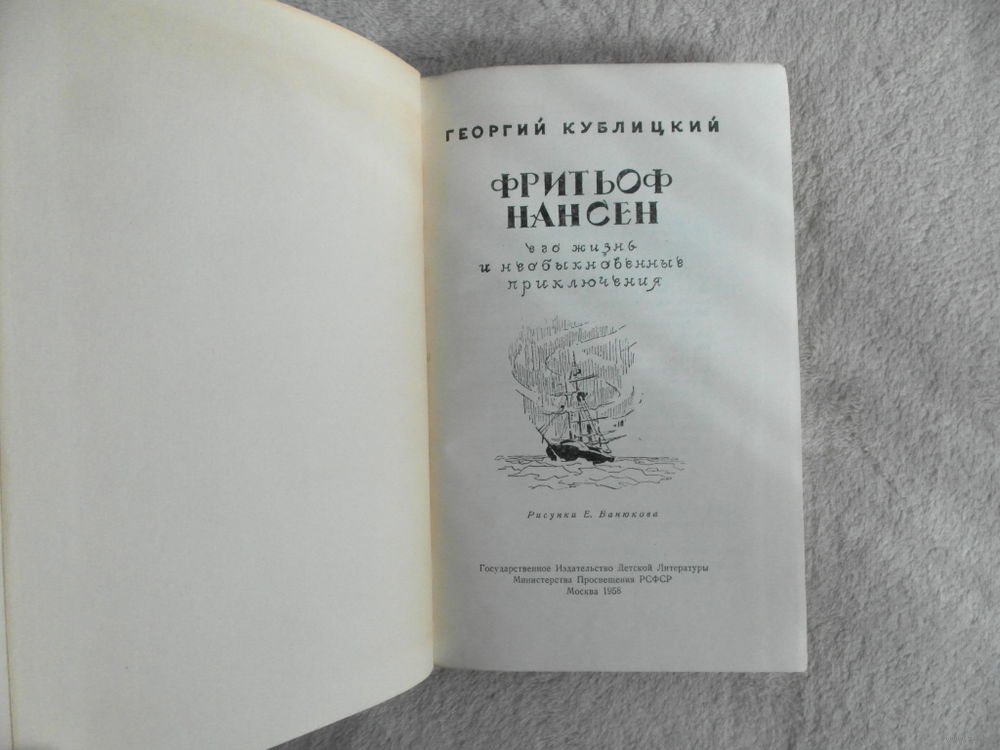 ГЕОРГИЙ КУБЛИЦКИЙ
ФРИТЬОФ
НАНСЕН
его жизнь
и необыкновенные
приключения
Рисунки Е. Ванюкова
Государственное Издательство Детской Литературы
Министерства Просвещения РСФСР
Москва 1958